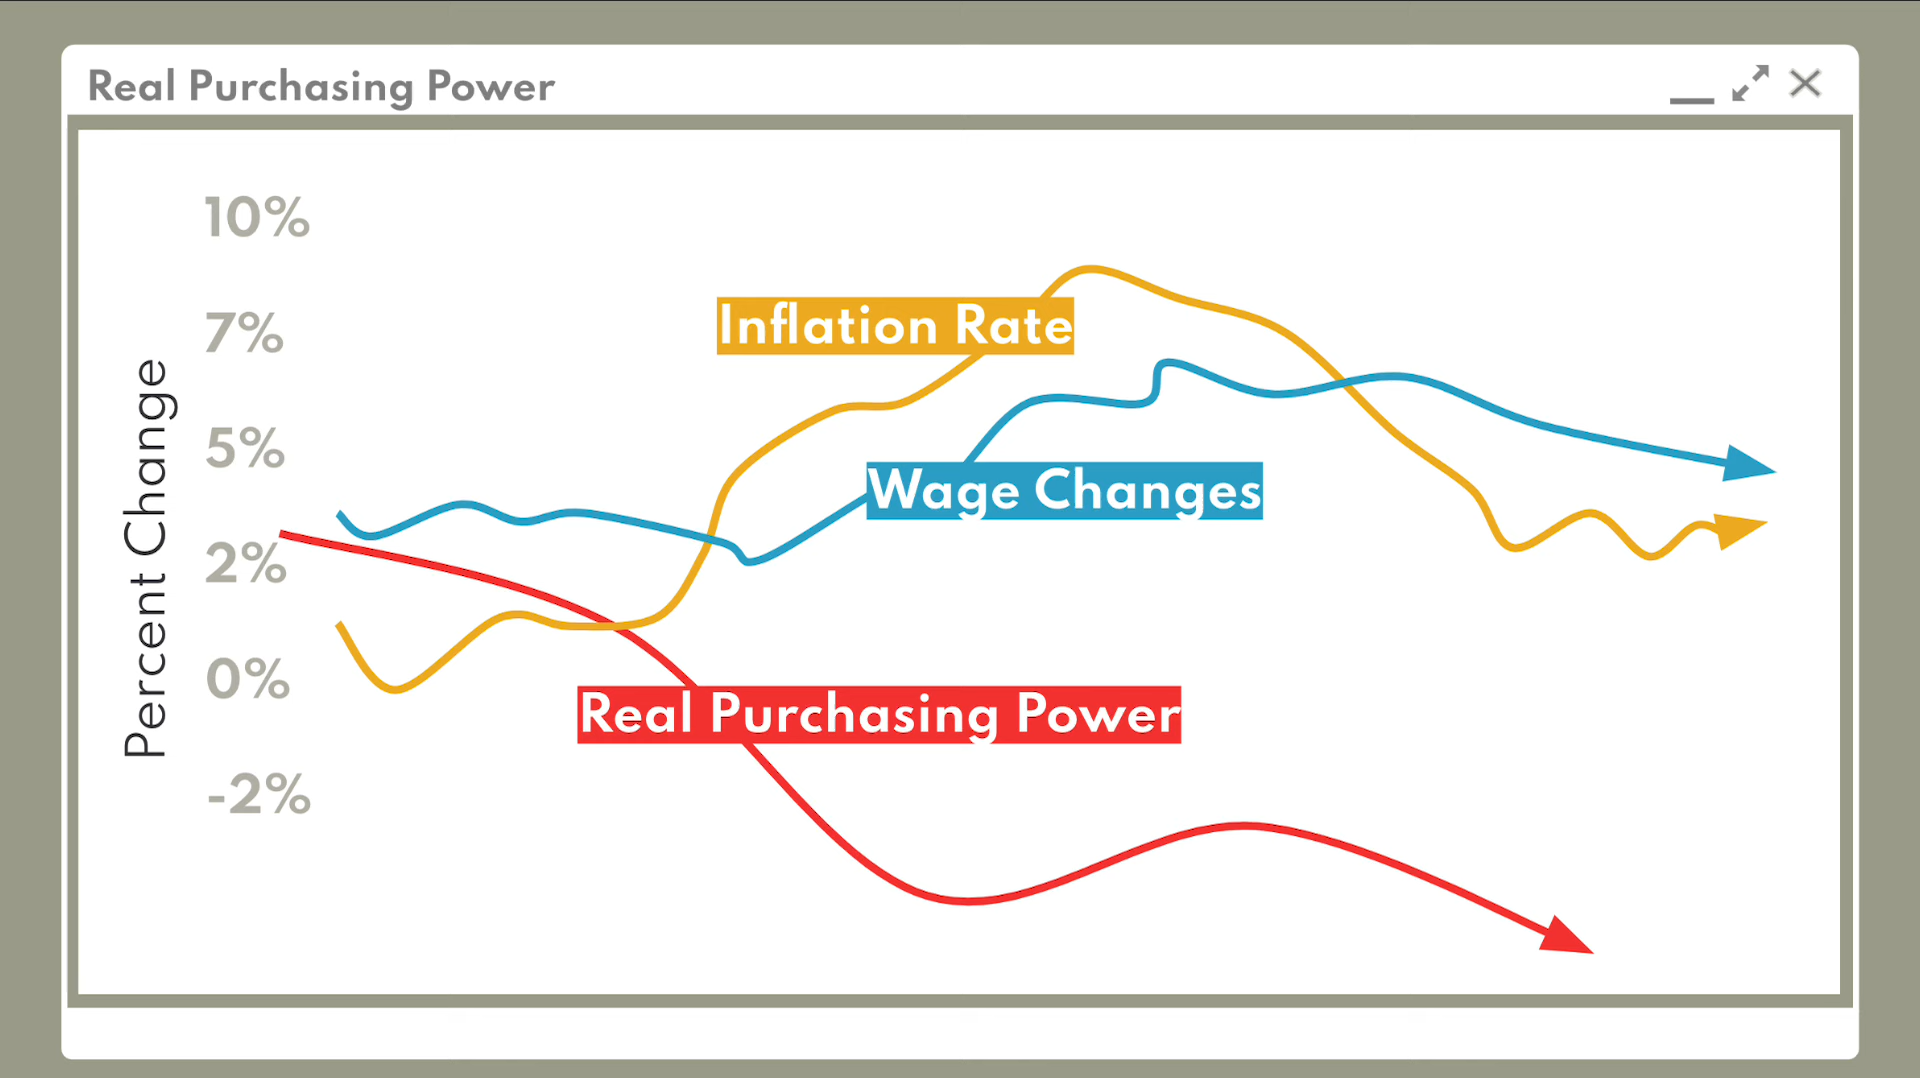 Real Purchasing Power
10%
7%
5%
2%
0%
-2%
Percent Change
Inflation Rate
Wage Changes
Real Purchasing Power